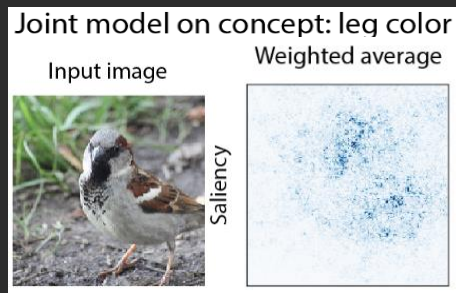 Joint model on concept: leg color
Input image
Weighted average
Saliency